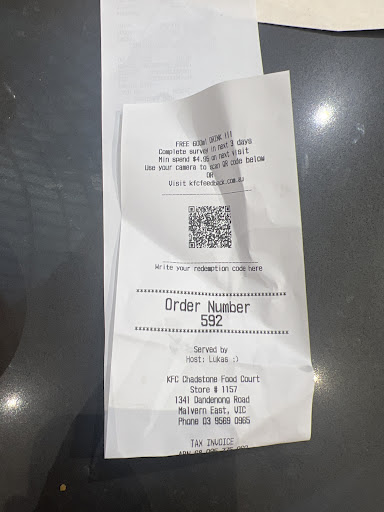 FREE 600ml DRINK !!!
Complete survey in next 3 days
Min spend $4.95 on next visit
Use your camera to scan QR code below
OR
Visit kfcfeedback.com.au
Write your redemption code here
Order Number
592
Served by
Host: Lukas :)
KFC Chadstone Food Court
Store # 1157
1341 Dandenong Road
Malvern East, VIC
Phone 03 9569 0965
TAX INVOICE